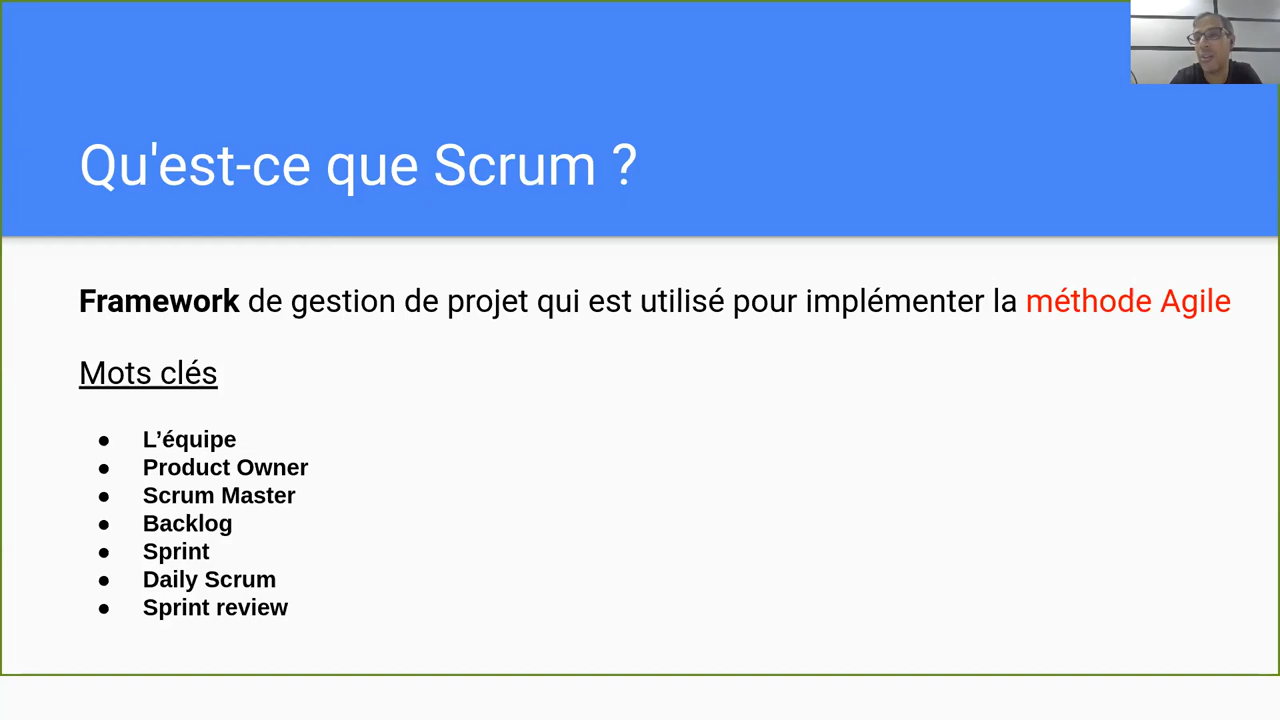 Qu'est-ce que Scrum ?
Framework de gestion de projet qui est utilisé pour implémenter la méthode Agile
Mots clés
● L’équipe
● Product Owner
● Scrum Master
● Backlog
● Sprint
● Daily Scrum
● Sprint review